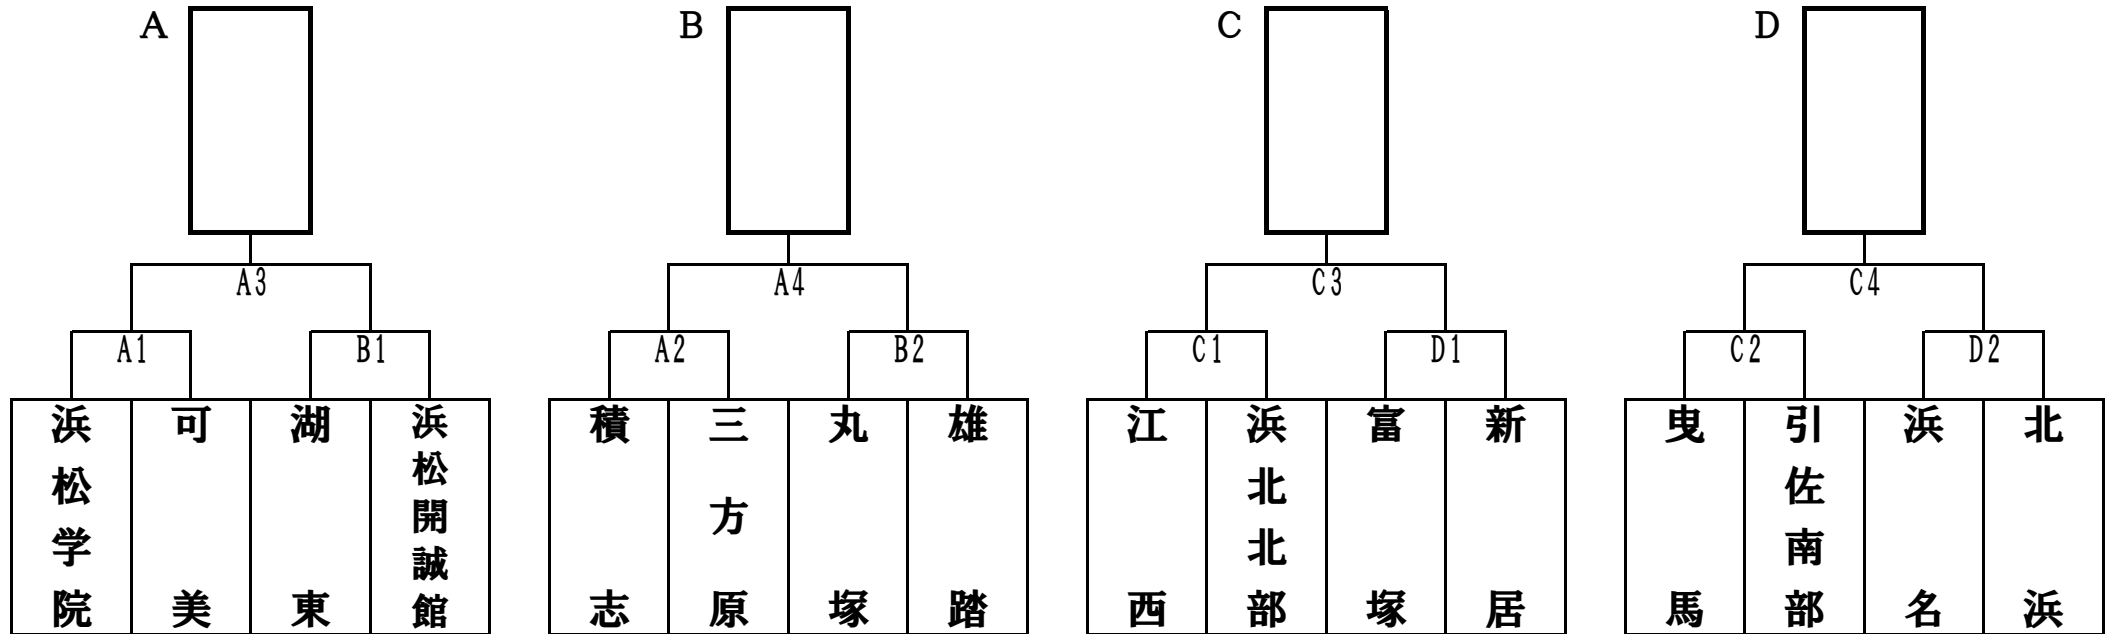 A
B
C
D
A3
A4
C3
C4
A1
B1
A2
B2
C1
D1
C2
D2
浜松学院
可美
湖東
浜松開誠館
積志
三方原
丸塚
雄踏
江西
浜北北部
富塚
新居
曳馬
引佐南部
浜名
北浜